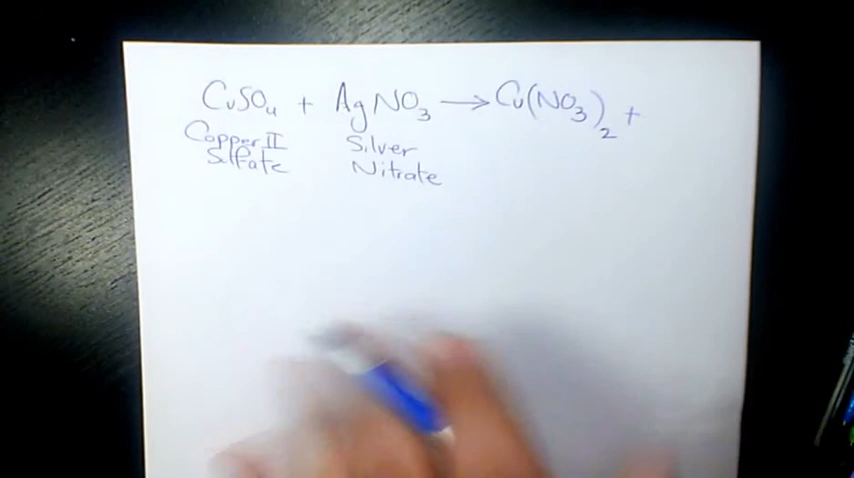 CuSO₄ + AgNO₃ → Cu(NO₃)₂ +
Copper II Silver
Sulfate Nitrate